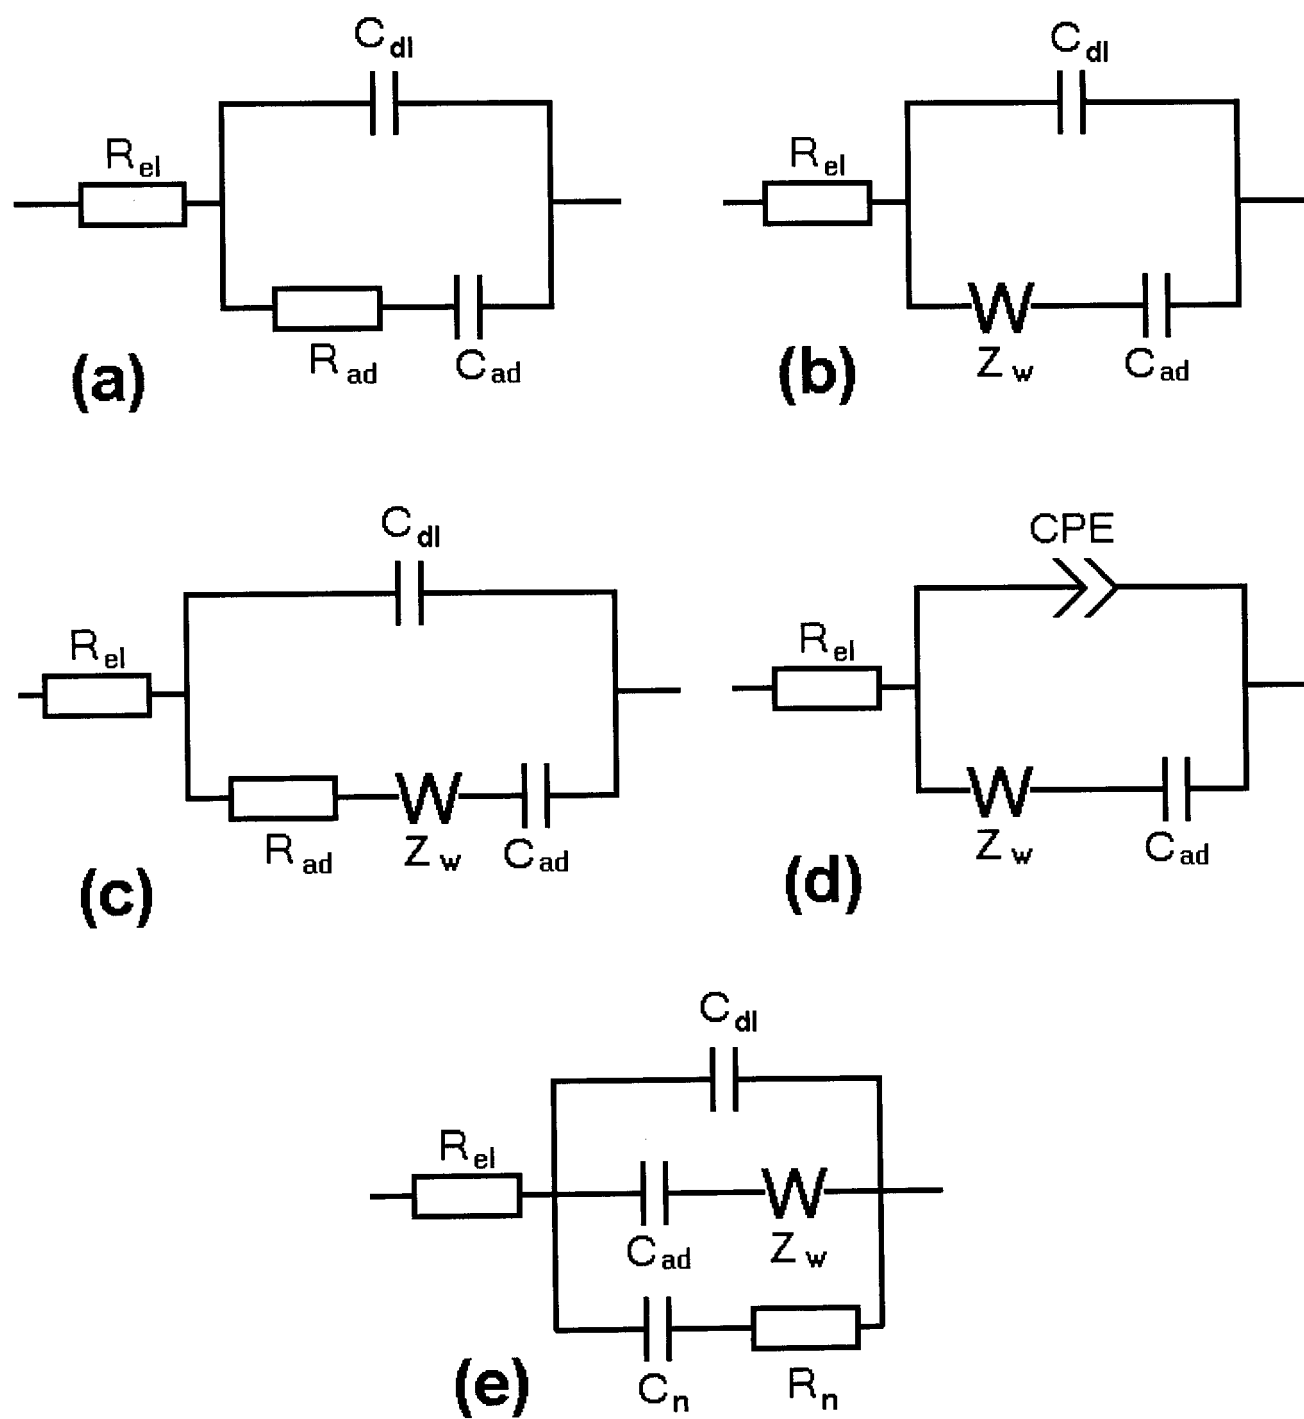 C dl
R el
R ad
C ad
(a)
C dl
R el
Z w
C ad
(b)
C dl
R el
R ad
Z w
C ad
(c)
CPE
R el
Z w
C ad
(d)
C dl
R el
C ad
Z w
C n
R n
(e)